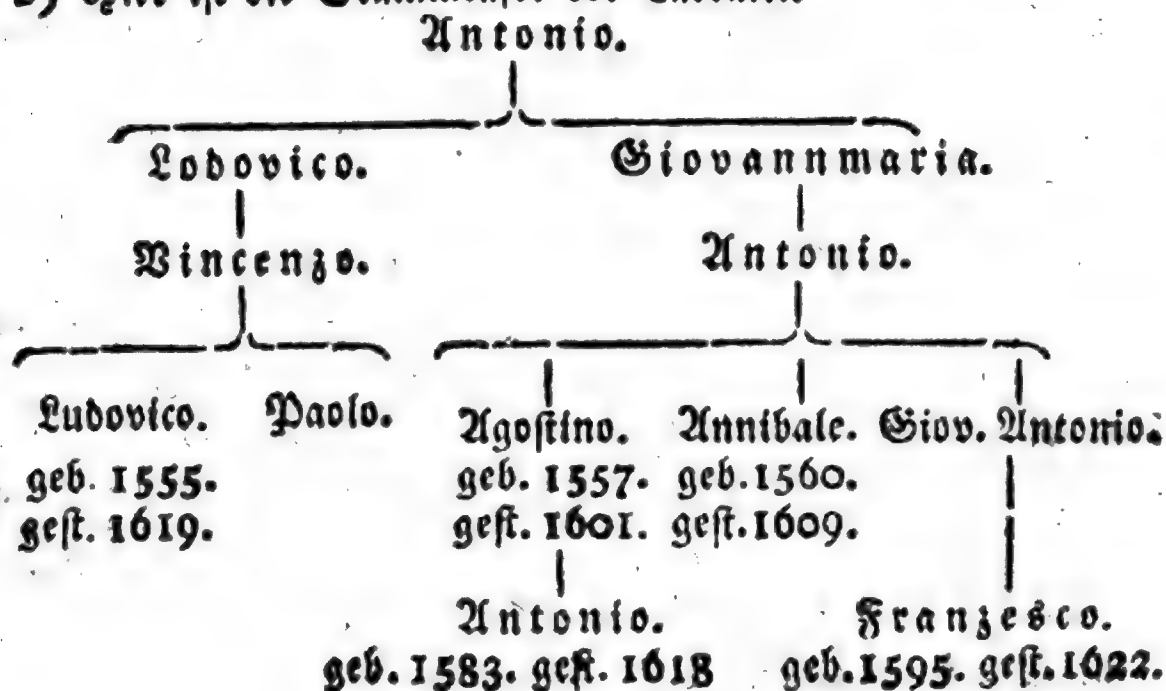 Antonio.
Lodovico. Giovannmaria.
Vincenzo. Antonio.
Ludovico. Paolo. Agostino. Annibale. Giov. Antonio.
geb. 1555. geb. 1557. geb. 1560.
gest. 1619. gest. 1601. gest. 1609.
Antonio. Franzesco.
geb. 1583. gest. 1618 geb. 1595. gest. 1622.